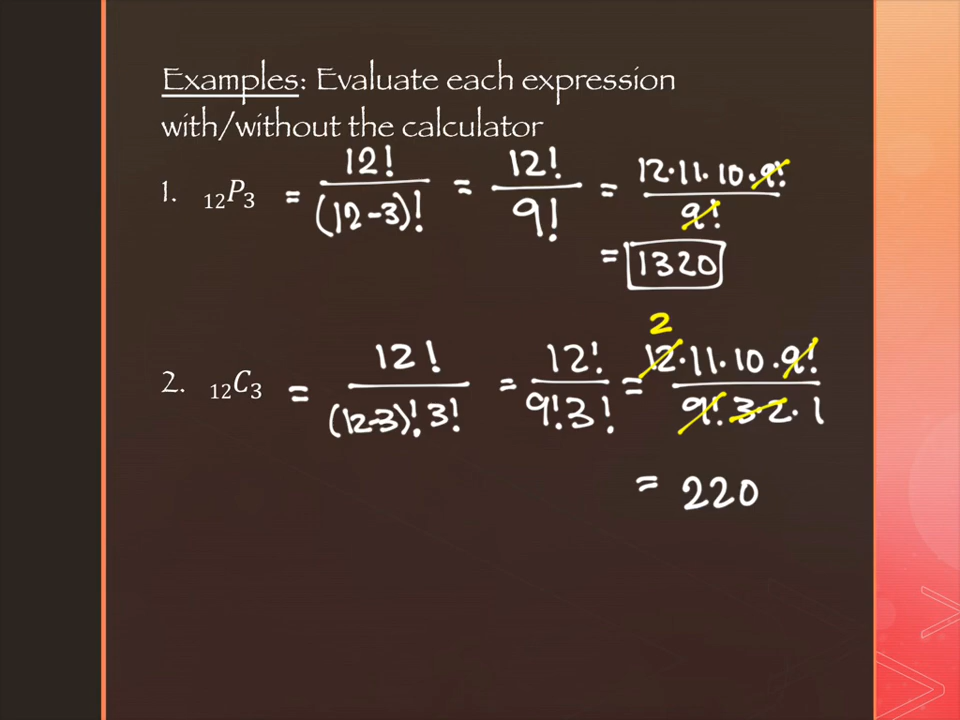 Examples: Evaluate each expression
with/without the calculator
1. ₁₂P₃ = 12!/(12-3)! = 12!/9! = 12·11·10·9!/9!
= 1320
2
2. ₁₂C₃ = 12!/(12-3)!3! = 12!/9!3! = 12·11·10·9!/9!3·2·1
= 220